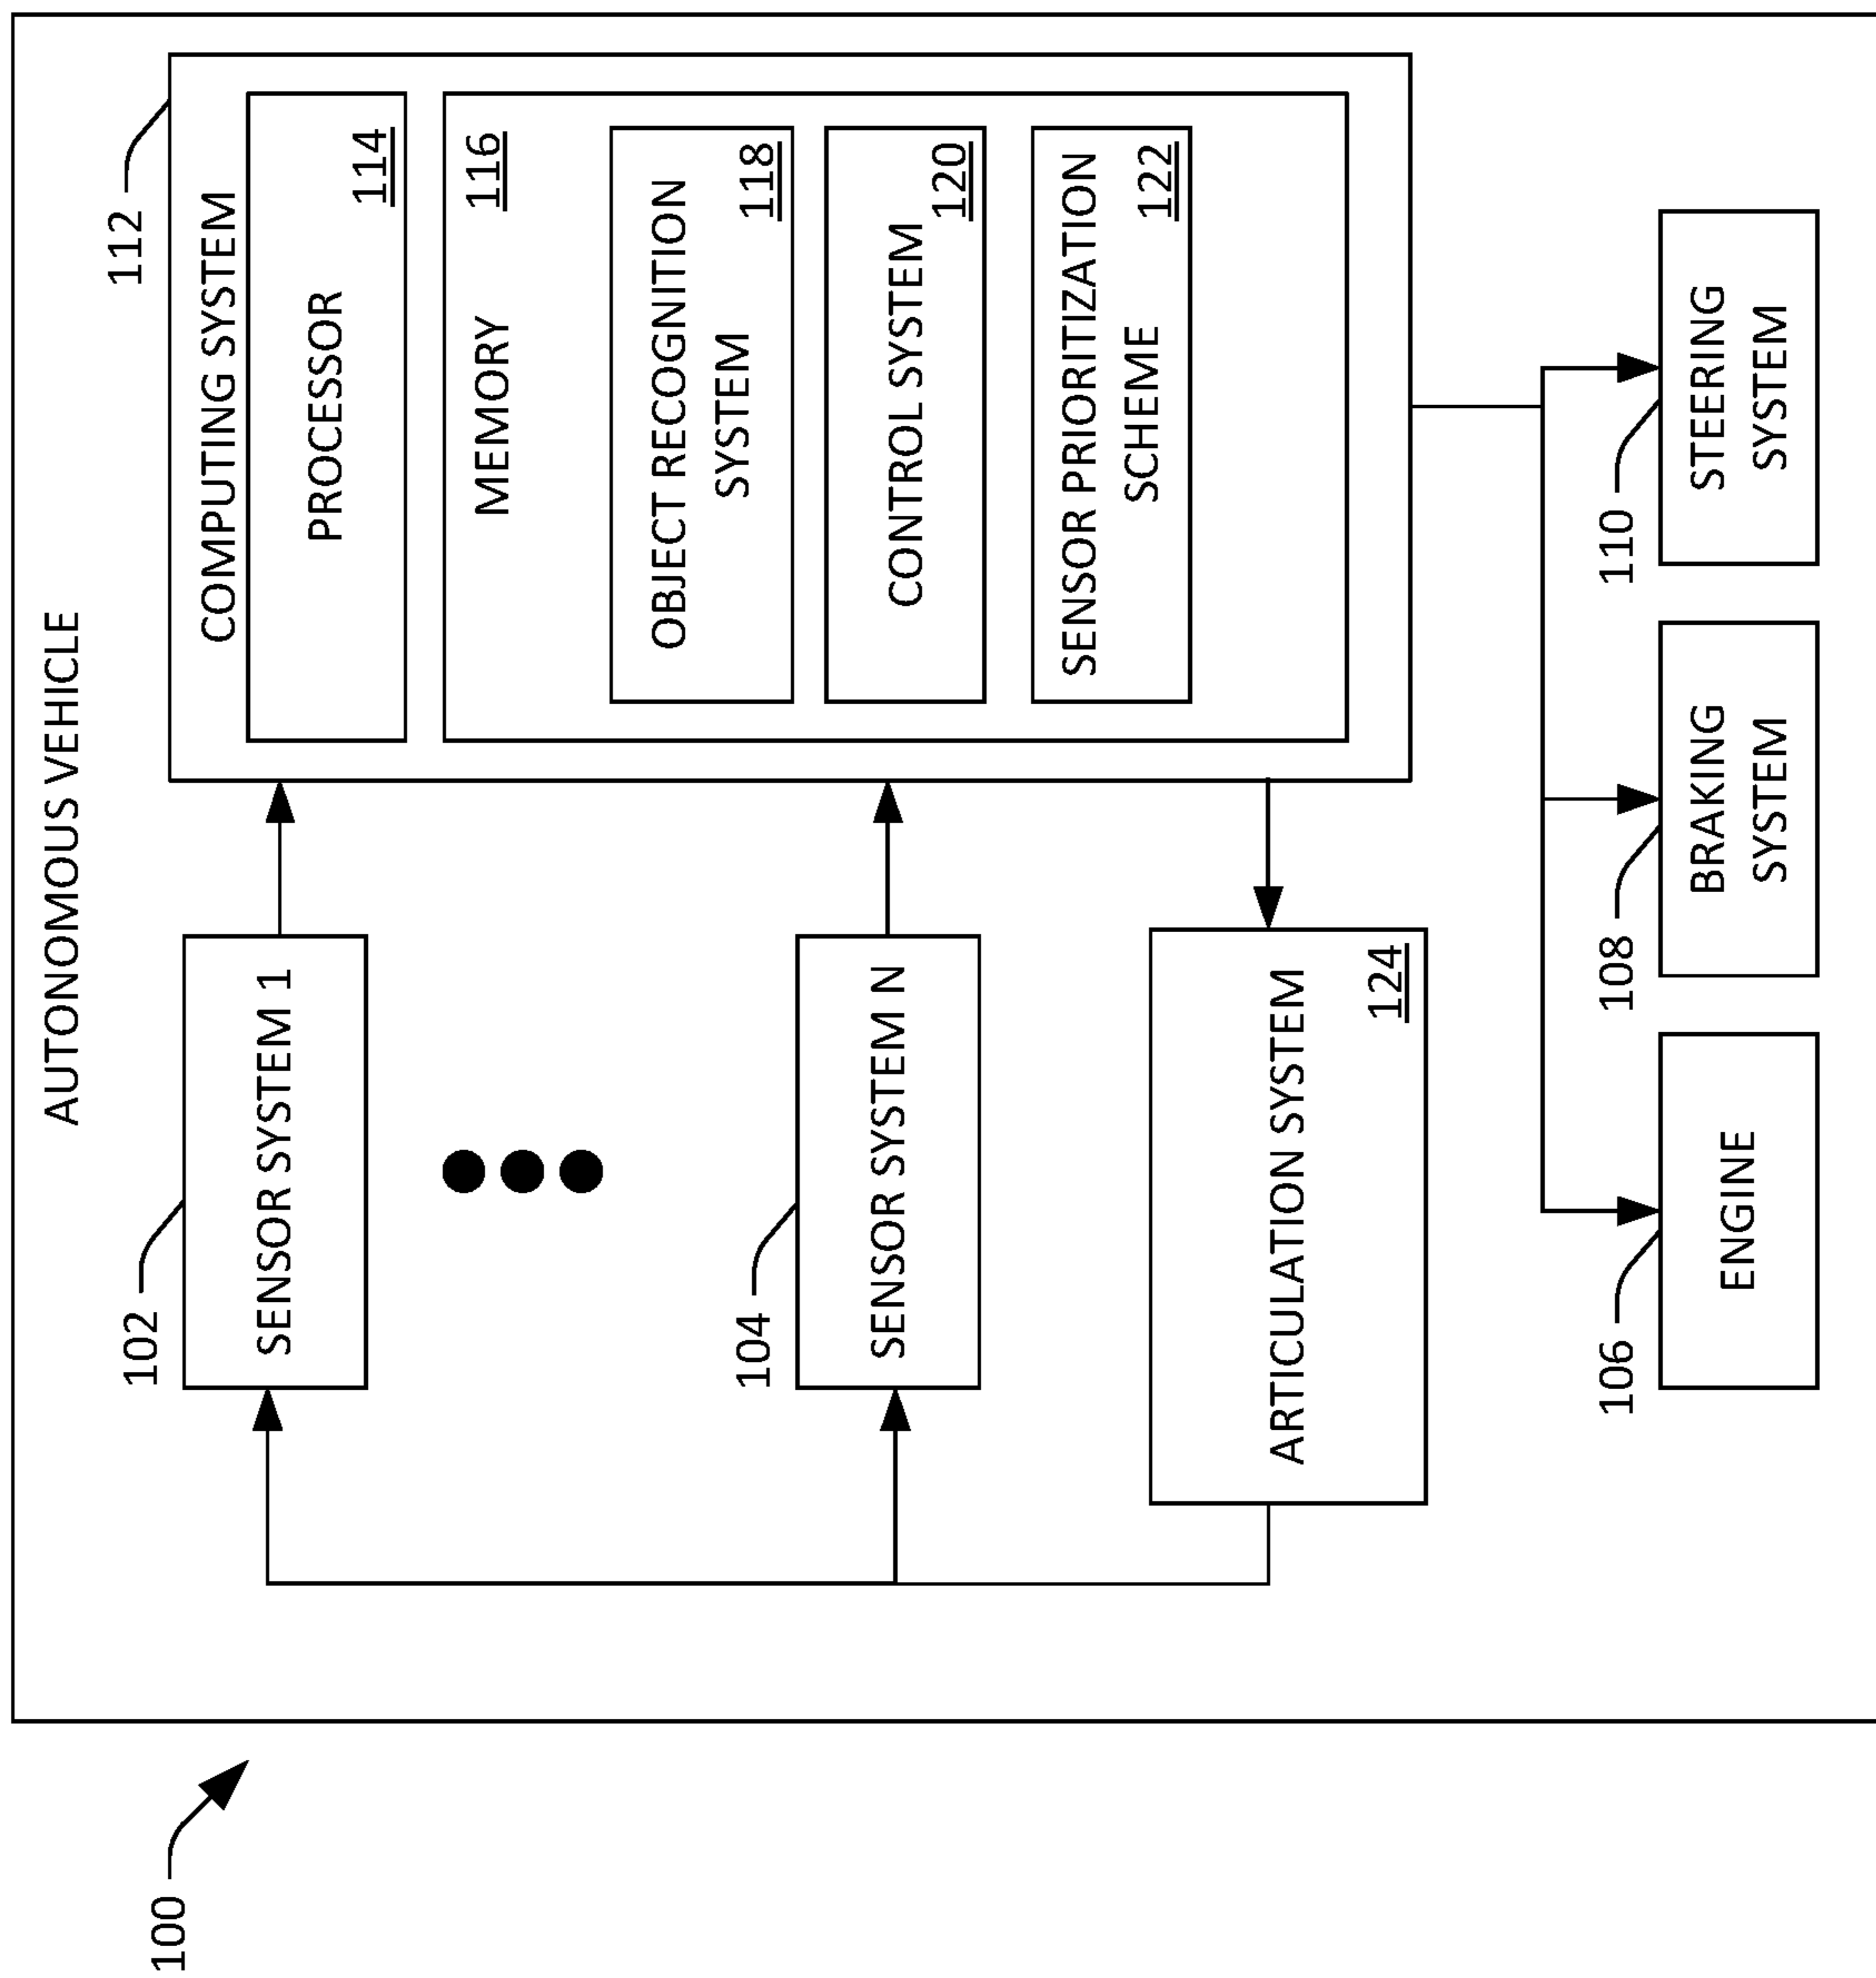 100
AUTONOMOUS VEHICLE
112
COMPUTING SYSTEM
PROCESSOR
114
MEMORY
116
OBJECT RECOGNITION
SYSTEM
118
CONTROL SYSTEM
120
SENSOR PRIORITIZATION
SCHEME
122
102
SENSOR SYSTEM 1
104
SENSOR SYSTEM N
ARTICULATION SYSTEM
124
106
ENGINE
108
BRAKING
SYSTEM
110
STEERING
SYSTEM